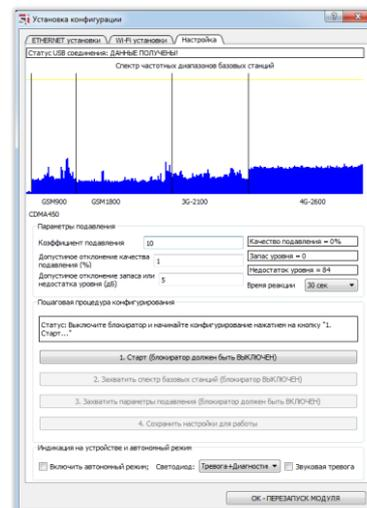 Установка конфигурации
ETHERNET установки
Wi-Fi установки
Настройка
Статус USB соединения: ДАННЫЕ ПОЛУЧЕНЫ!
Спектр частотных диапазонов базовых станций
GSM900 GSM1800 3G-2100 4G-2600
CDMA450
Параметры подавления
Коэффициент подавления 10
Качество подавления = 0%
Допустимое отклонение качества
подавления (%) 1
Запас уровня = 0
Допустимое отклонение запаса или
недостатка уровня (дБ) 5
Недостаток уровня = 84
Время реакции 30 сек
Пошаговая процедура конфигурирования
Статус: Выключите блокиратор и начинайте конфигурирование нажатием на кнопку "1.
Старт..."
1. Старт (блокиратор должен быть ВЫКЛЮЧЕН)
2. Захватить спектр базовых станций (блокиратор ВЫКЛЮЧЕН)
3. Захватить параметры подавления (блокиратор должен быть ВКЛЮЧЕН)
4. Сохранить настройки для работы
Индикация на устройстве и автономный режим
Включить автономный режим; Светодиод: Тревога+Диагностик Звуковая тревога
ОК - ПЕРЕЗАПУСК МОДУЛЯ